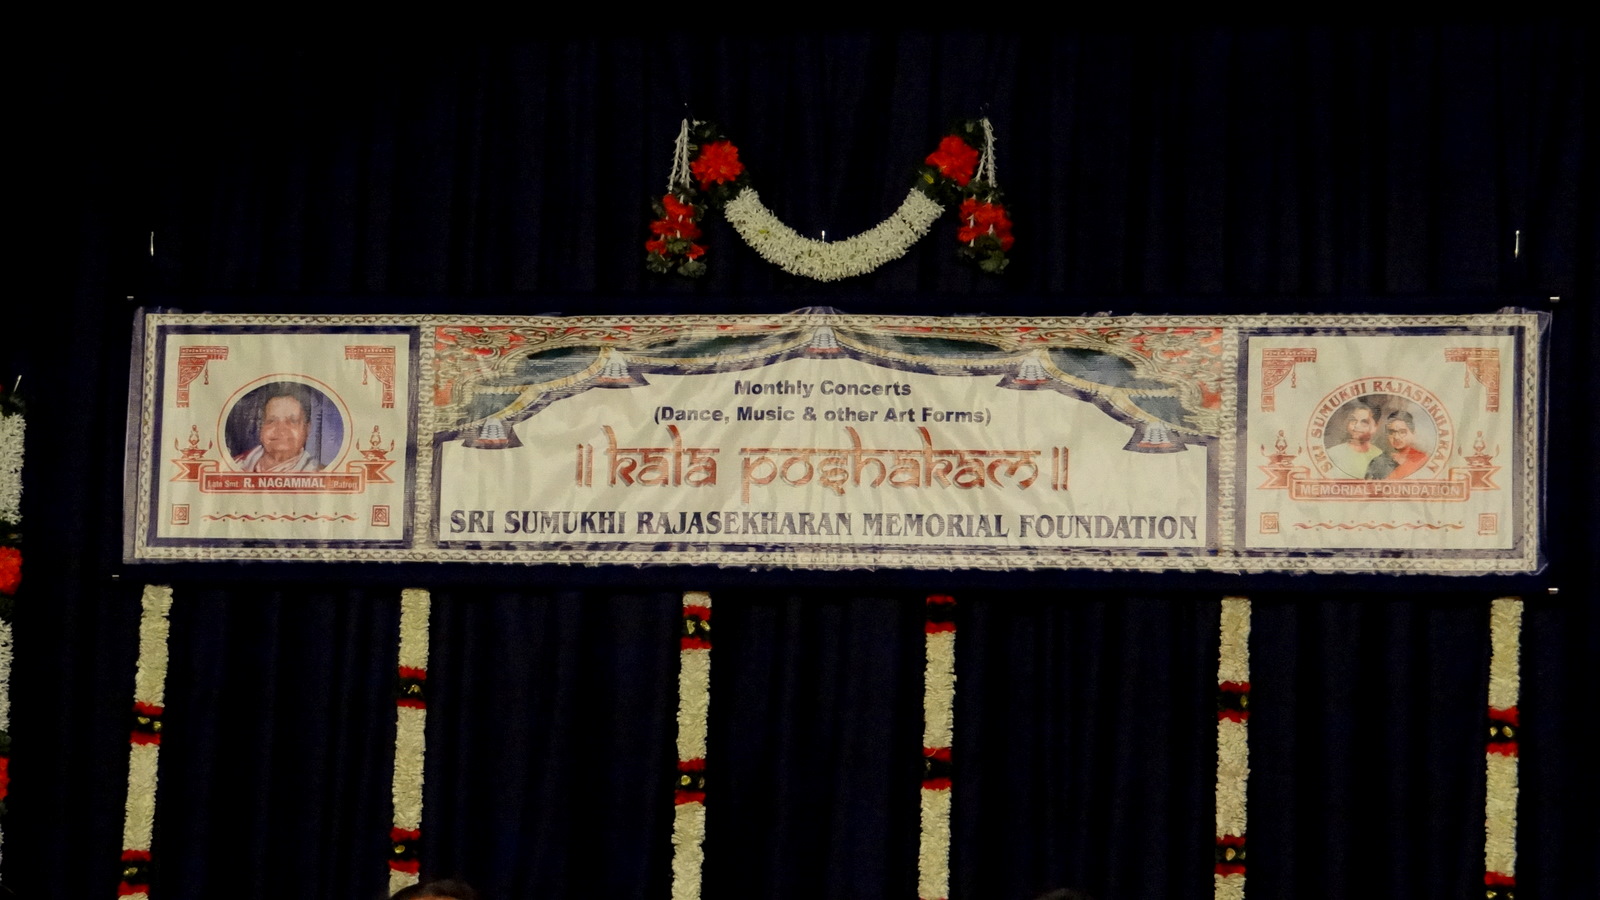 Monthly Concerts
(Dance, Music & other Art Forms)
|| kala poshakam ||
SRI SUMUKHI RAJASEKHARAN MEMORIAL FOUNDATION
Late Smt. R. NAGAMMAL - Patron
SRI SUMUKHI RAJASEKHARAN
MEMORIAL FOUNDATION